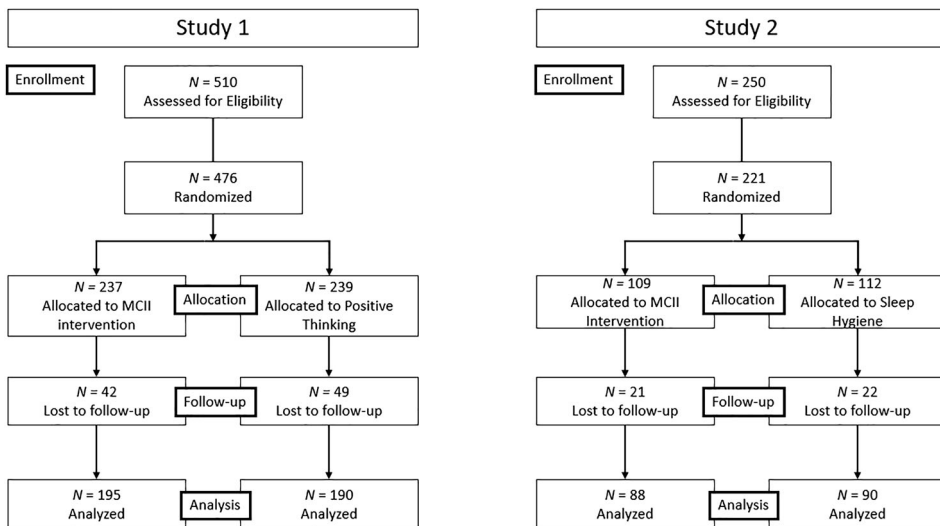 Study 1
Enrollment
N = 510
Assessed for Eligibility
N = 476
Randomized
N = 237
Allocated to MCII
intervention
Allocation
N = 239
Allocated to Positive
Thinking
N = 42
Lost to follow-up
Follow-up
N = 49
Lost to follow-up
N = 195
Analyzed
Analysis
N = 190
Analyzed
Study 2
Enrollment
N = 250
Assessed for Eligibility
N = 221
Randomized
N = 109
Allocated to MCII
Intervention
Allocation
N = 112
Allocated to Sleep
Hygiene
N = 21
Lost to follow-up
Follow-up
N = 22
Lost to follow-up
N = 88
Analyzed
Analysis
N = 90
Analyzed